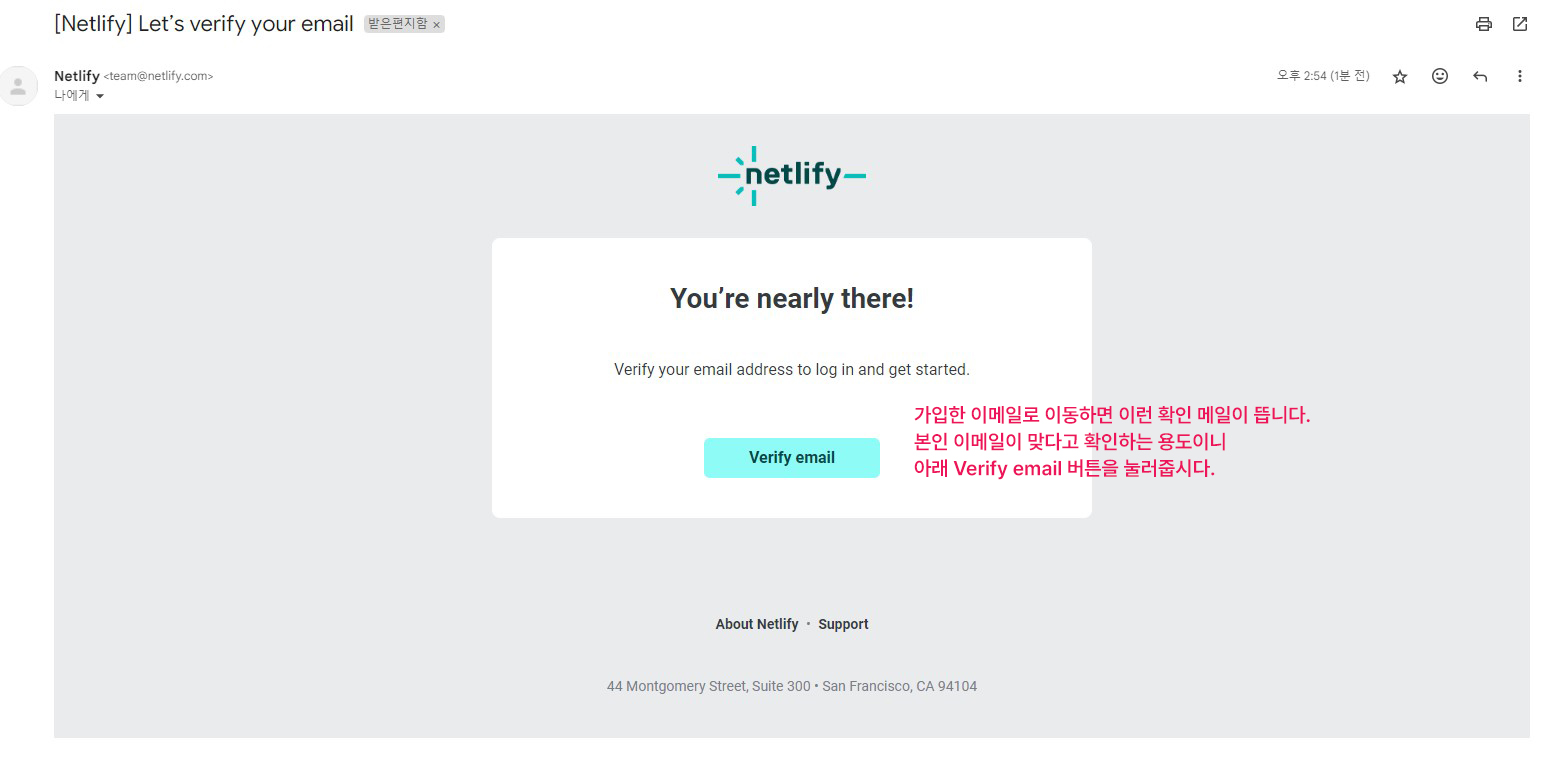 [Netlify] Let’s verify your email 받은편지함 ×
Netlify <team@netlify.com> 오후 2:54 (1분 전)
나에게
netlify
You’re nearly there!
Verify your email address to log in and get started.
가입한 이메일로 이동하면 이런 확인 메일이 뜹니다.
본인 이메일이 맞다고 확인하는 용도이니
아래 Verify email 버튼을 눌러줍시다.
Verify email
About Netlify • Support
44 Montgomery Street, Suite 300 • San Francisco, CA 94104